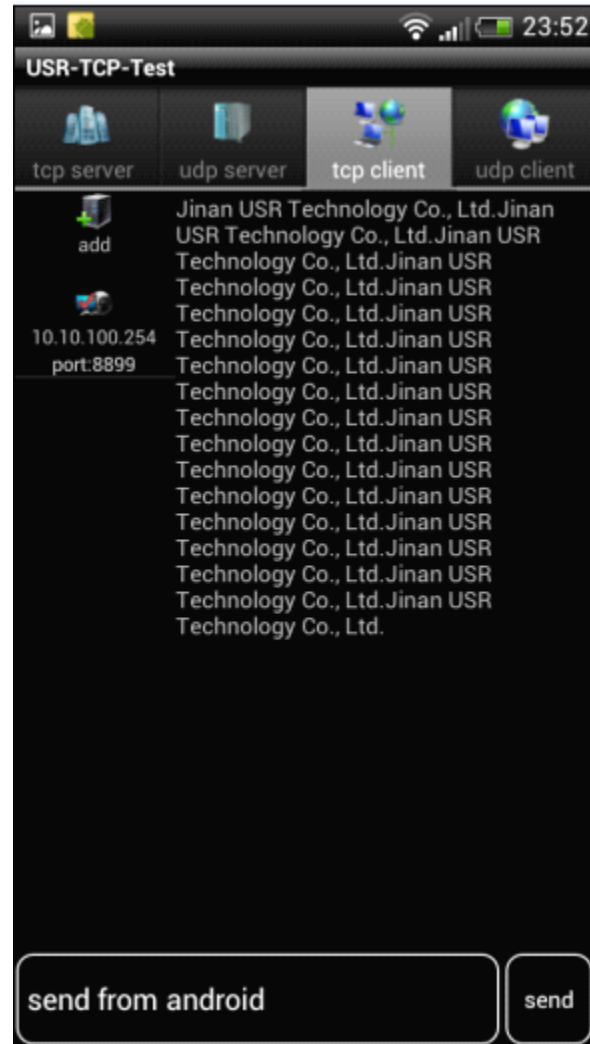 23:52
USR-TCP-Test
tcp server
udp server
tcp client
udp client
add
10.10.100.254
port:8899
Jinan USR Technology Co., Ltd.Jinan
USR Technology Co., Ltd.Jinan USR
Technology Co., Ltd.Jinan USR
Technology Co., Ltd.Jinan USR
Technology Co., Ltd.Jinan USR
Technology Co., Ltd.Jinan USR
Technology Co., Ltd.Jinan USR
Technology Co., Ltd.Jinan USR
Technology Co., Ltd.Jinan USR
Technology Co., Ltd.Jinan USR
Technology Co., Ltd.Jinan USR
Technology Co., Ltd.Jinan USR
Technology Co., Ltd.Jinan USR
Technology Co., Ltd.Jinan USR
Technology Co., Ltd.Jinan USR
Technology Co., Ltd.Jinan USR
Technology Co., Ltd.
send from android
send